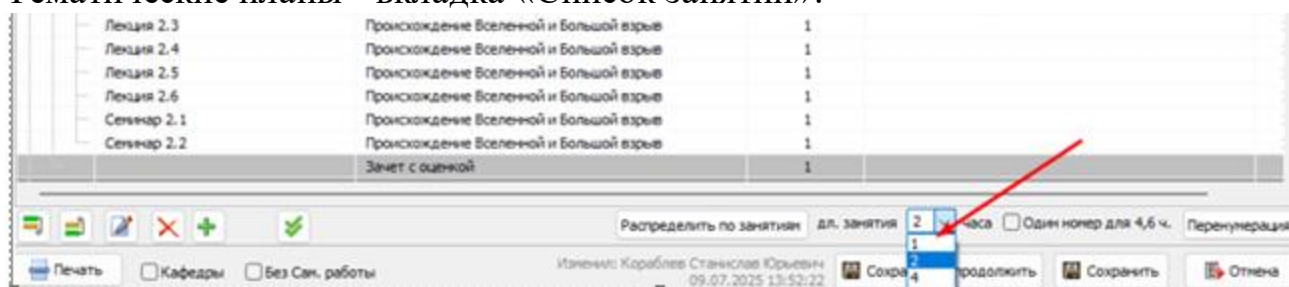 Тематические планы - вкладка «Список занятий».
Лекция 2.3 Происхождение Вселенной и Большой взрыв 1
Лекция 2.4 Происхождение Вселенной и Большой взрыв 1
Лекция 2.5 Происхождение Вселенной и Большой взрыв 1
Лекция 2.6 Происхождение Вселенной и Большой взрыв 1
Семинар 2.1 Происхождение Вселенной и Большой взрыв 1
Семинар 2.2 Происхождение Вселенной и Большой взрыв 1
Зачет с оценкой 1
Распределить по занятиям дл. занятия 2 часа Один номер для 4,6 ч. Перенумерация
1
2
4
Печать Кафедры Без Сам. работы Изменил: Кораблев Станислав Юрьевич
09.07.2025 13:52:22
Сохра продолжить Сохранить Отмена